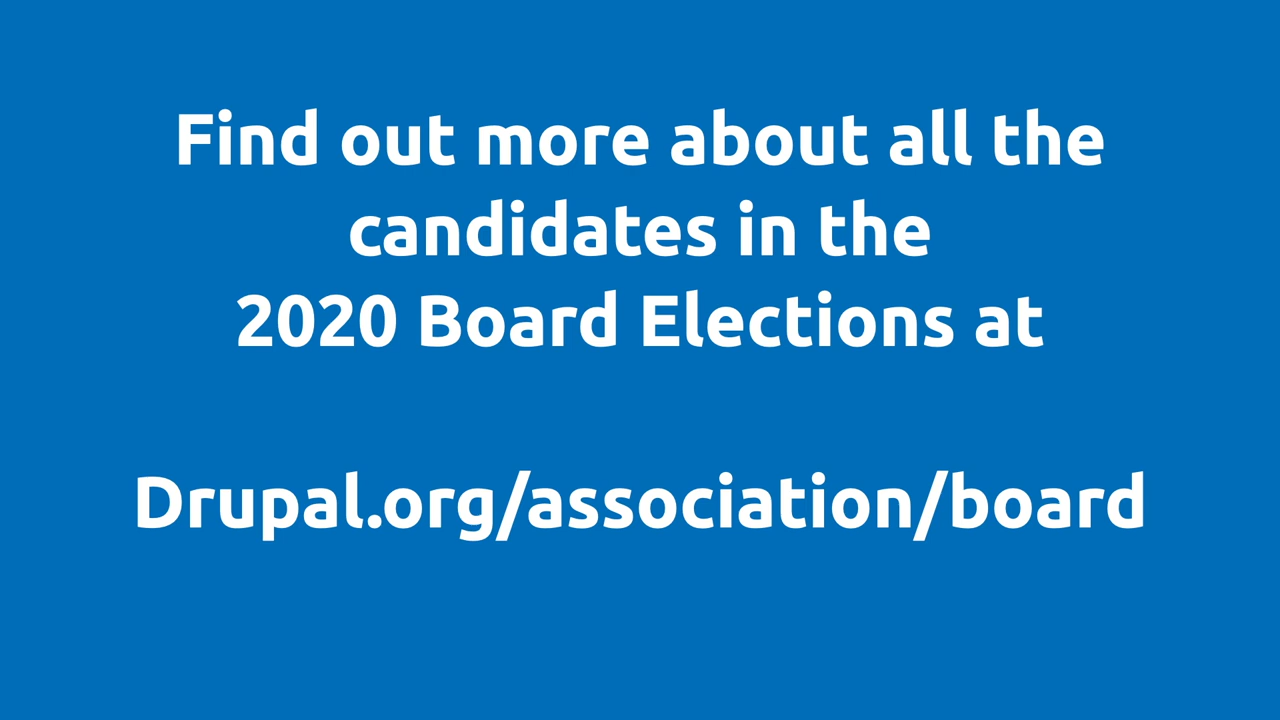 Find out more about all the
candidates in the
2020 Board Elections at
Drupal.org/association/board